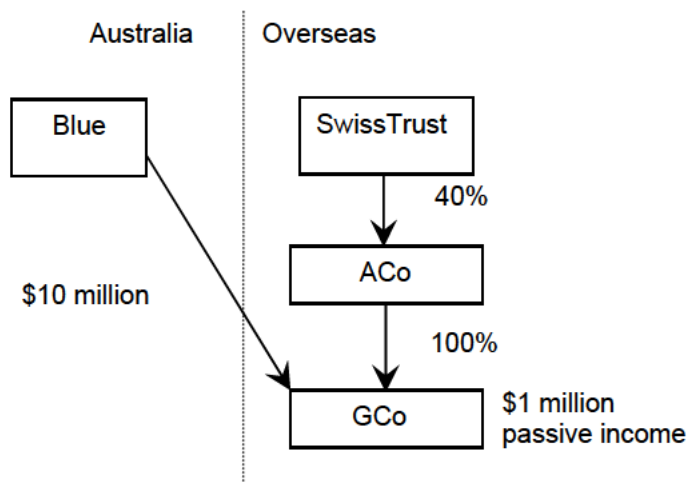 Australia
Overseas
Blue
SwissTrust
40%
ACo
$10 million
100%
GCo
$1 million
passive income